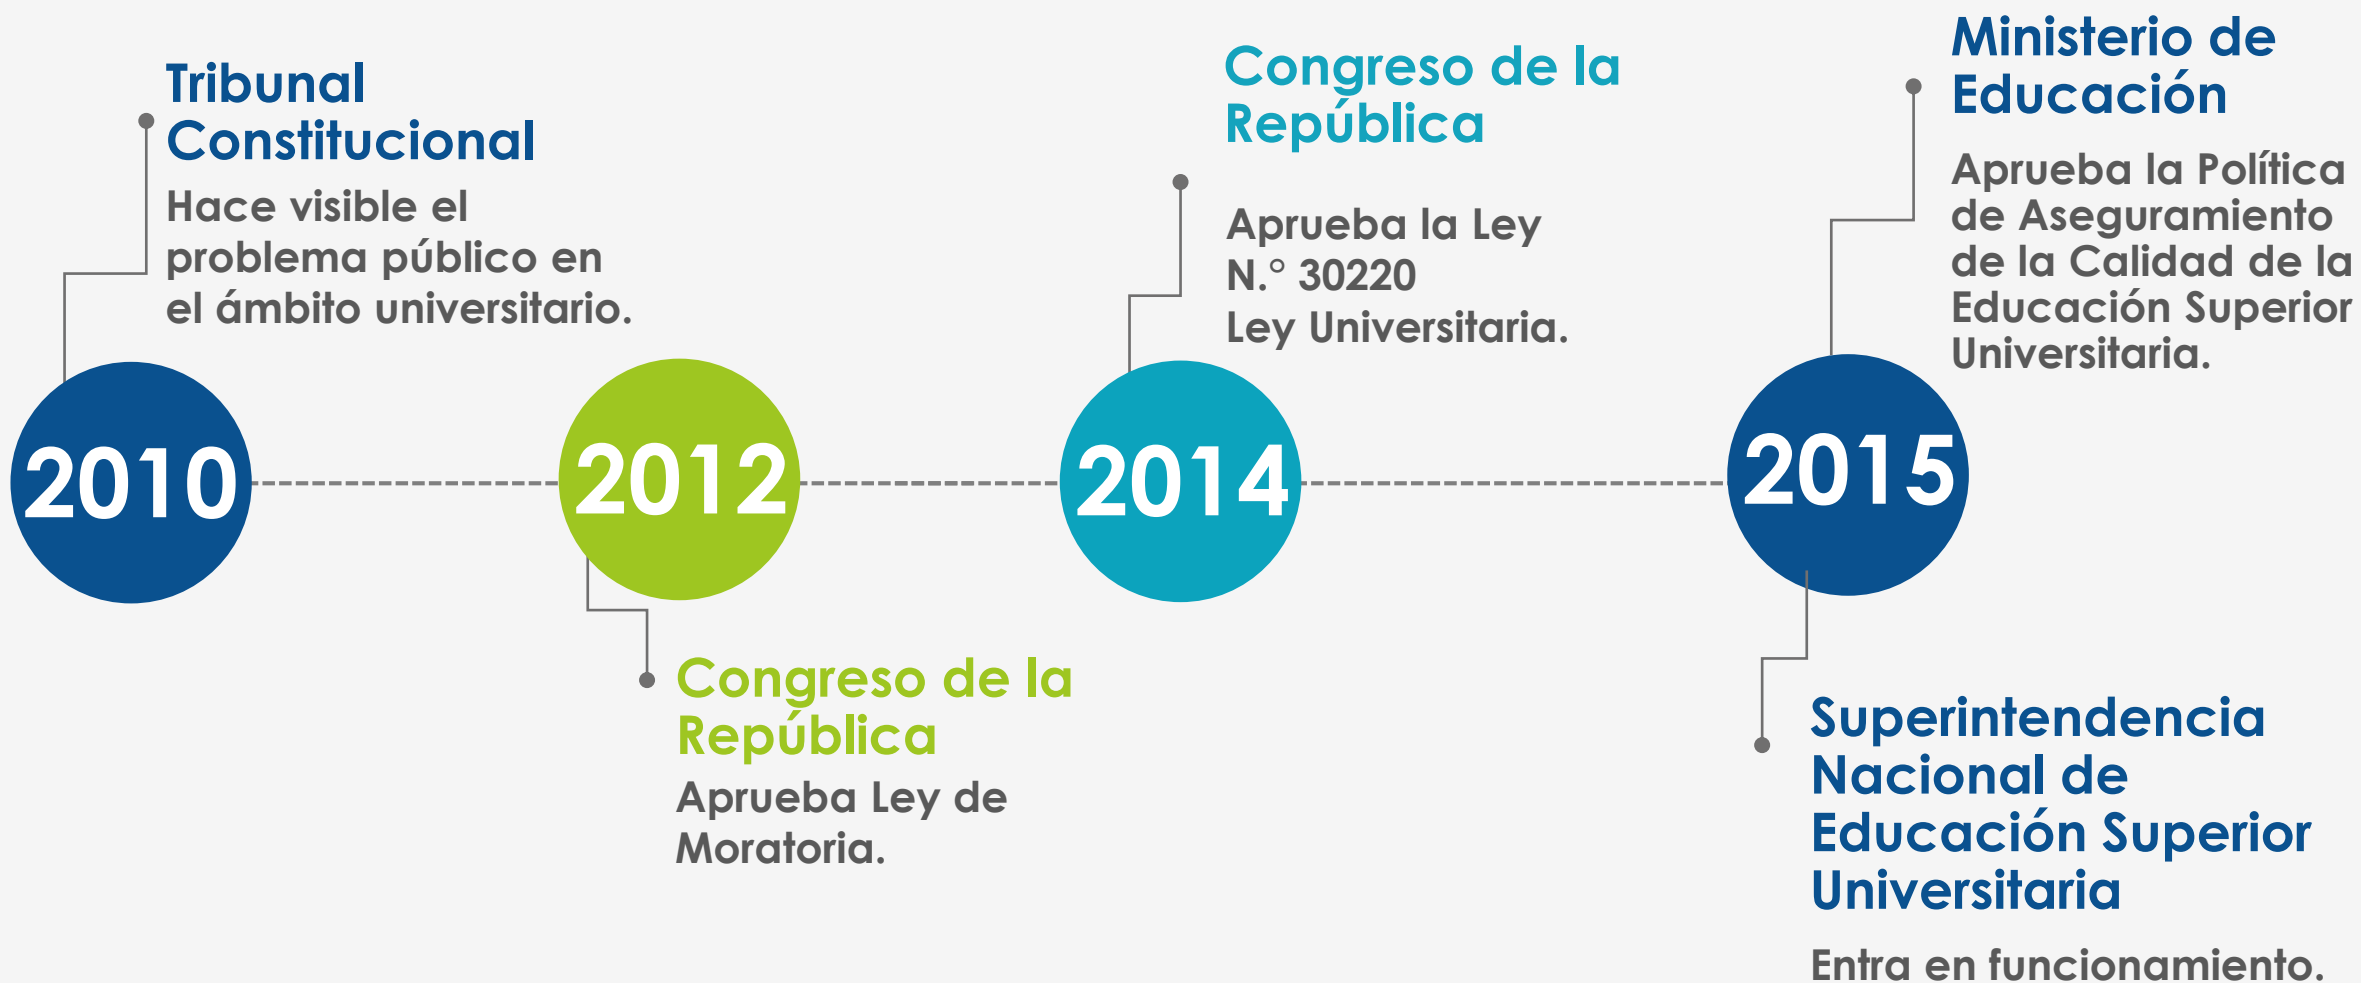 Tribunal
Constitucional
Hace visible el
problema público en
el ámbito universitario.
2010
2012
Congreso de la
República
Aprueba Ley de
Moratoria.
Congreso de la
República
Aprueba la Ley
N.° 30220
Ley Universitaria.
2014
Ministerio de
Educación
Aprueba la Política
de Aseguramiento
de la Calidad de la
Educación Superior
Universitaria.
2015
Superintendencia
Nacional de
Educación Superior
Universitaria
Entra en funcionamiento.